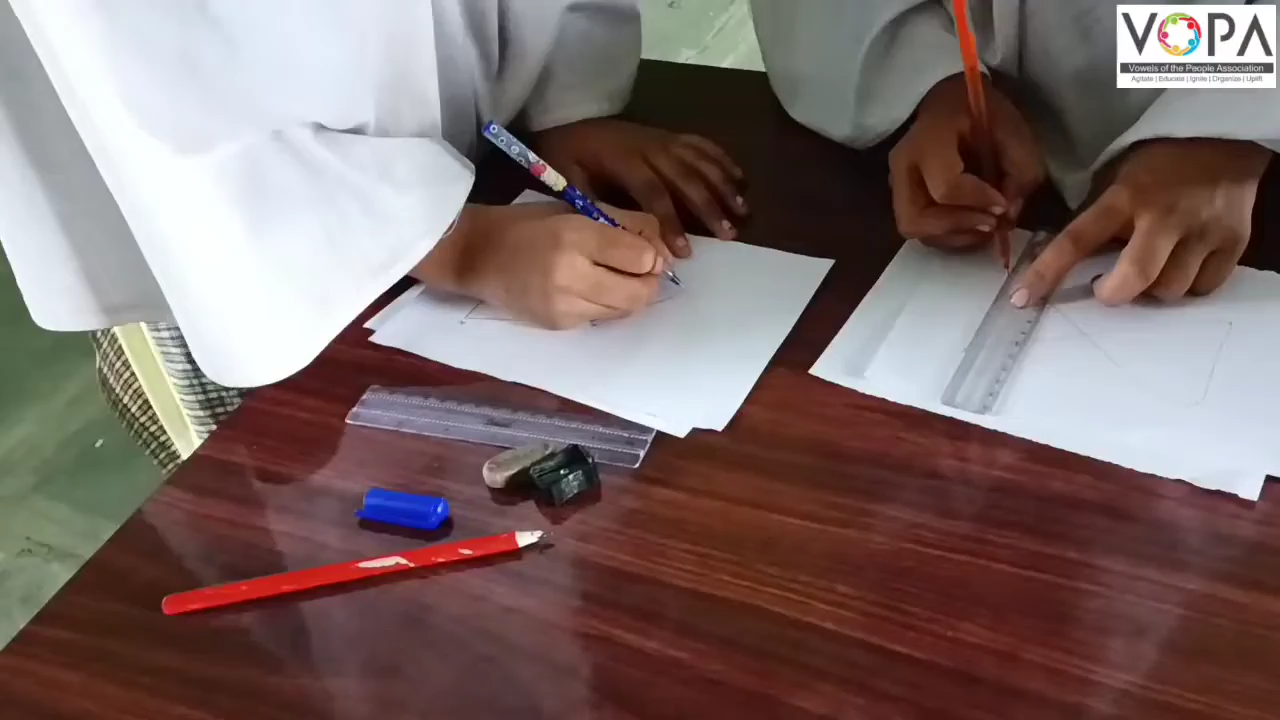 VOPA
Vowels of the People Association
Agitate | Educate | Ignite | Organize | Uplift